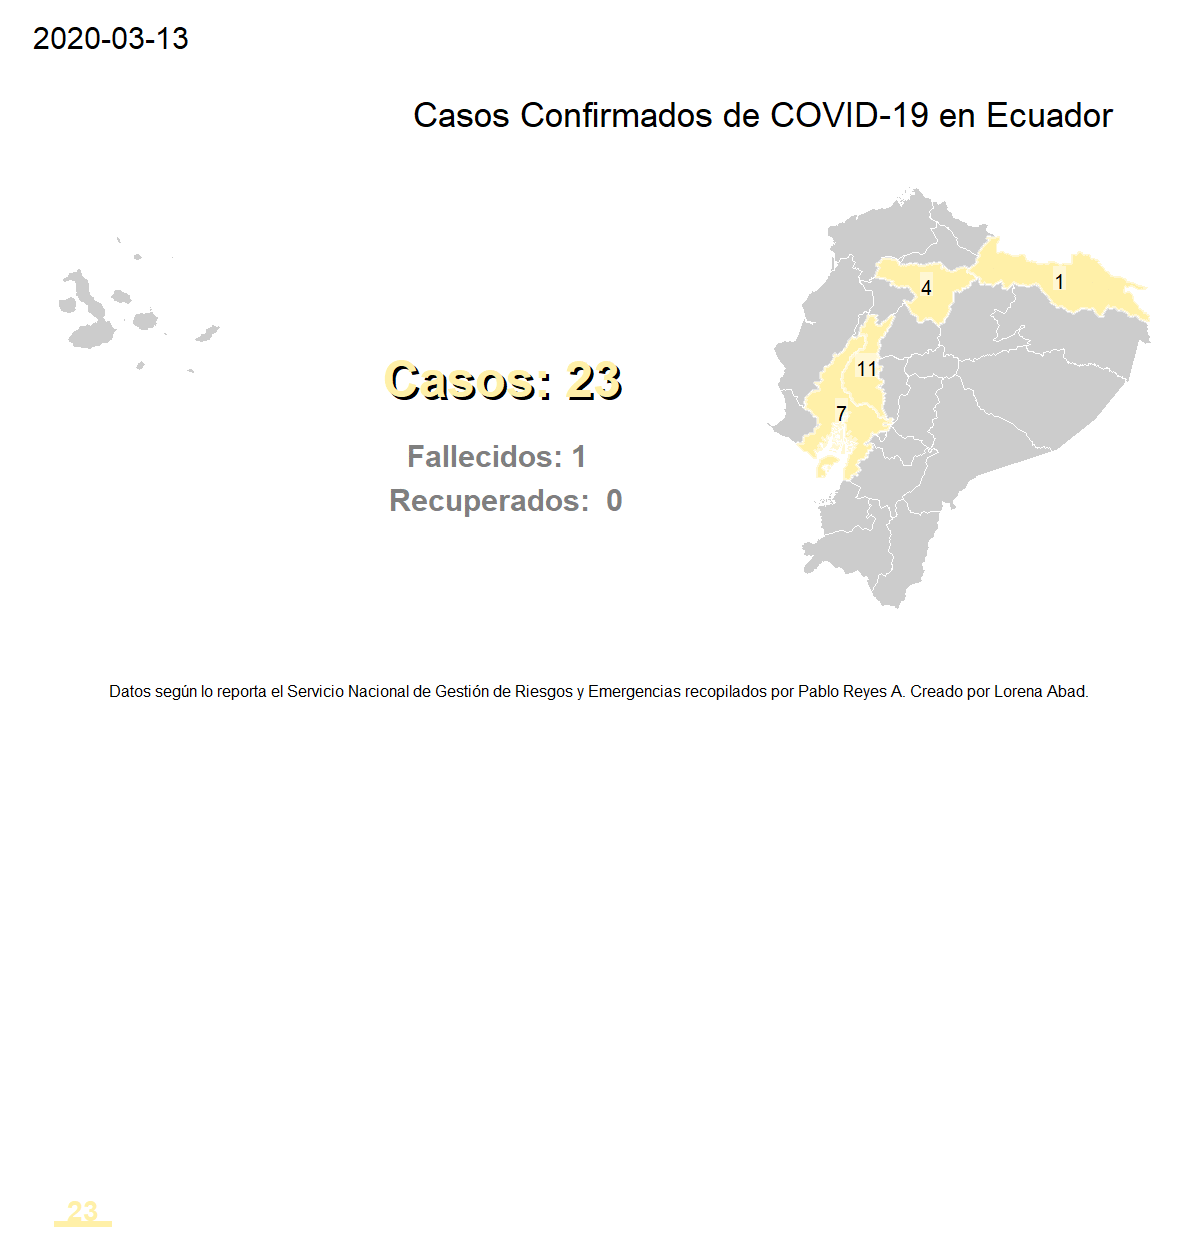 2020-03-13
Casos Confirmados de COVID-19 en Ecuador
4
1
11
7
Casos: 23
Fallecidos: 1
Recuperados: 0
Datos según lo reporta el Servicio Nacional de Gestión de Riesgos y Emergencias recopilados por Pablo Reyes A. Creado por Lorena Abad.
23